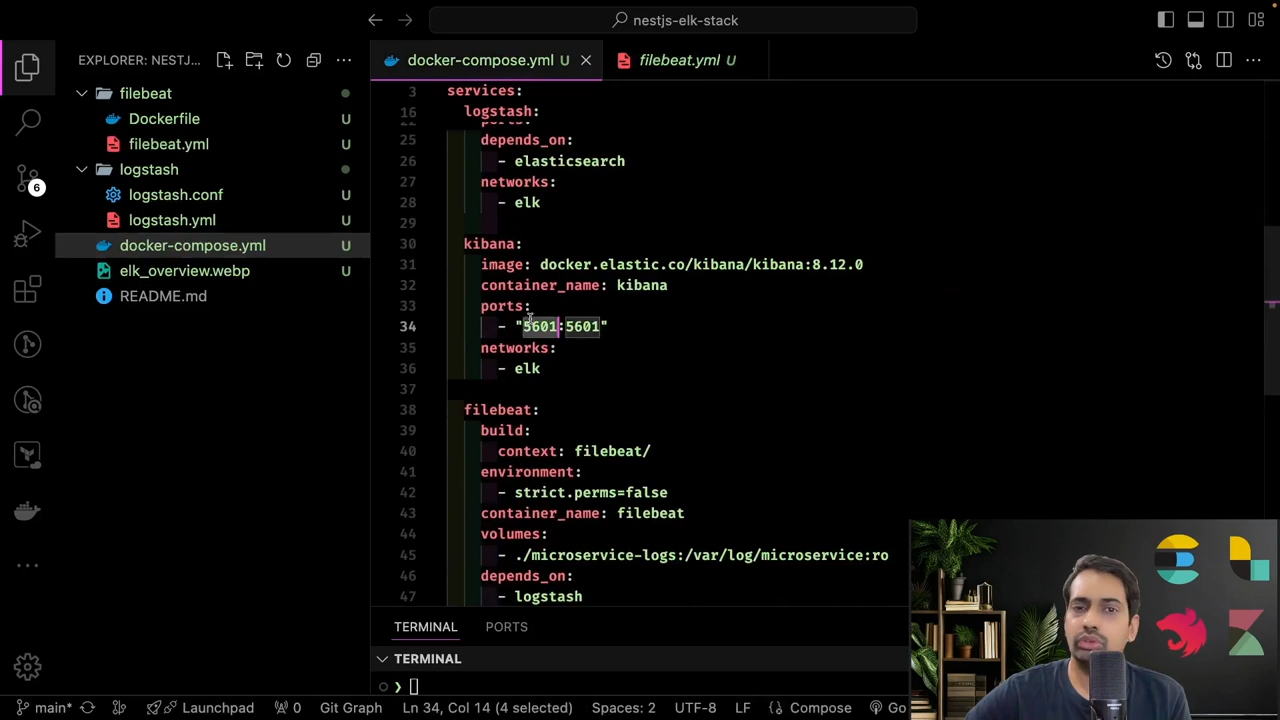 nestjs-elk-stack
EXPLORER: NESTJ...
docker-compose.yml U
filebeat.yml U
filebeat
Dockerfile U
filebeat.yml U
logstash
logstash.conf U
logstash.yml U
docker-compose.yml U
elk_overview.webp U
README.md U
6
3 services:
16 logstash:
25 depends_on:
26 - elasticsearch
27 networks:
28 - elk
29
30 kibana:
31 image: docker.elastic.co/kibana/kibana:8.12.0
32 container_name: kibana
33 ports:
34 - "5601:5601"
35 networks:
36 - elk
37
38 filebeat:
39 build:
40 context: filebeat/
41 environment:
42 - strict.perms=false
43 container_name: filebeat
44 volumes:
45 - ./microservice-logs:/var/log/microservice:ro
46 depends_on:
47 - logstash
TERMINAL
PORTS
TERMINAL
main*
Launchpad
0
Git Graph
Ln 34, Col 14 (4 selected)
Spaces: 2
UTF-8
LF
Compose
Go